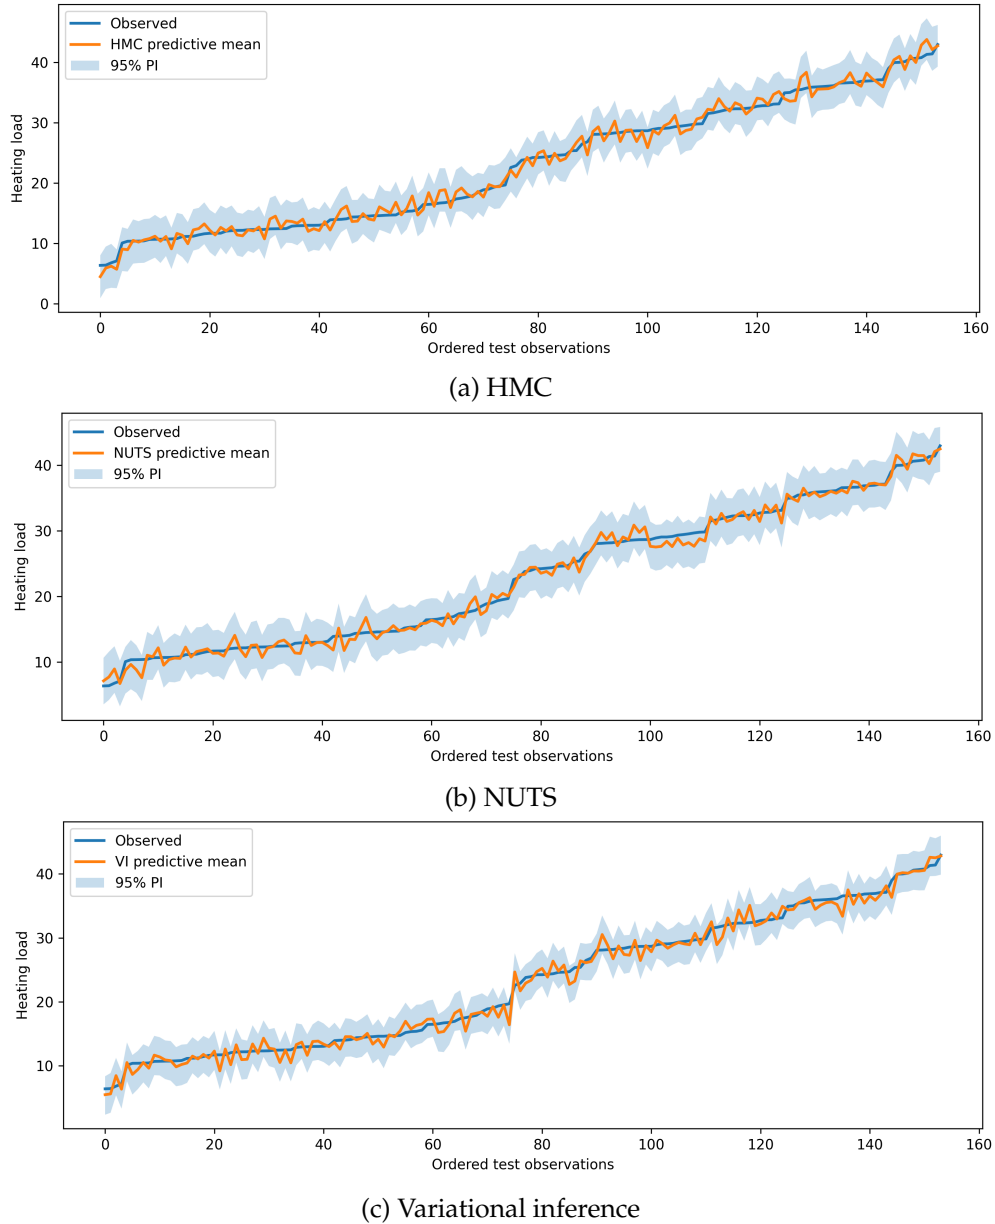 Observed
HMC predictive mean
95% PI
Heating load
40
30
20
10
0
0 20 40 60 80 100 120 140 160
Ordered test observations
(a) HMC
Observed
NUTS predictive mean
95% PI
Heating load
40
30
20
10
0 20 40 60 80 100 120 140 160
Ordered test observations
(b) NUTS
Observed
VI predictive mean
95% PI
Heating load
40
30
20
10
0 20 40 60 80 100 120 140 160
Ordered test observations
(c) Variational inference